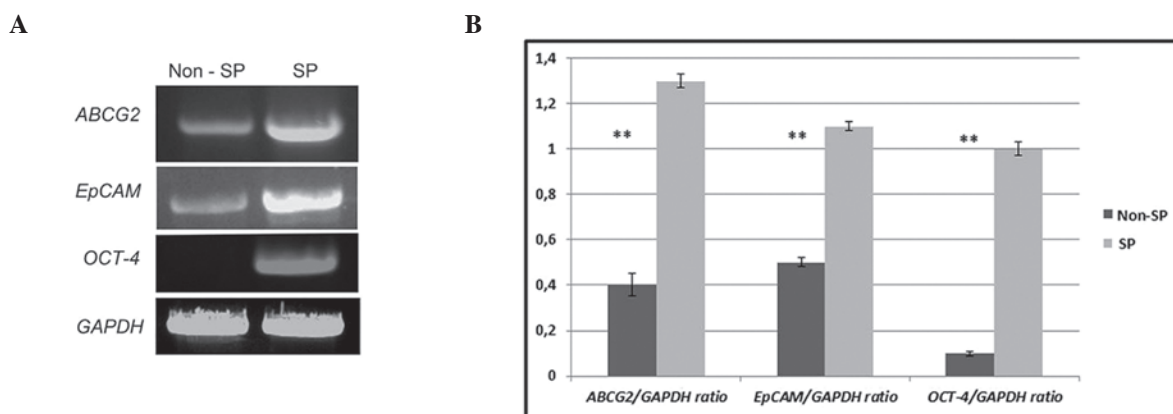 A
B
Non - SP SP
ABCG2
EpCAM
OCT-4
GAPDH
1,4
1,2
1
0,8
0,6
0,4
0,2
0
**
**
**
ABCG2/GAPDH ratio EpCAM/GAPDH ratio OCT-4/GAPDH ratio
Non-SP
SP